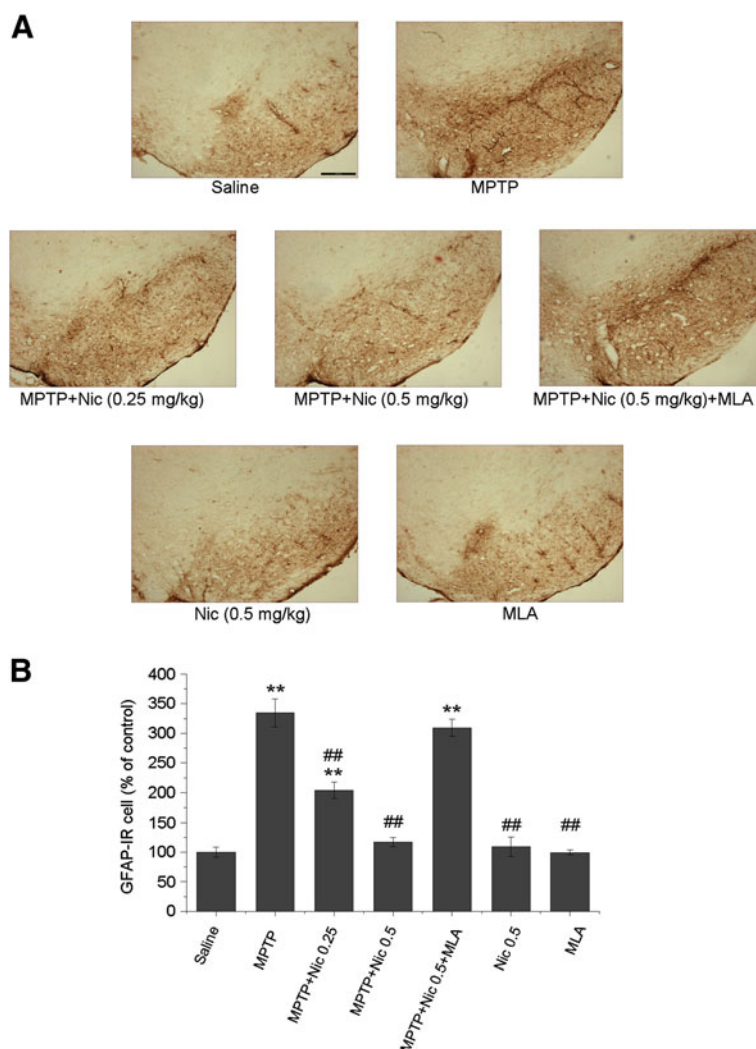 A
Saline
MPTP
MPTP+Nic (0.25 mg/kg)
MPTP+Nic (0.5 mg/kg)
MPTP+Nic (0.5 mg/kg)+MLA
Nic (0.5 mg/kg)
MLA
B
GFAP-IR cell (% of control)
400
350
300
250
200
150
100
50
0
**
##
**
##
**
##
##
Saline
MPTP
MPTP+Nic 0.25
MPTP+Nic 0.5
MPTP+Nic 0.5+MLA
Nic 0.5
MLA